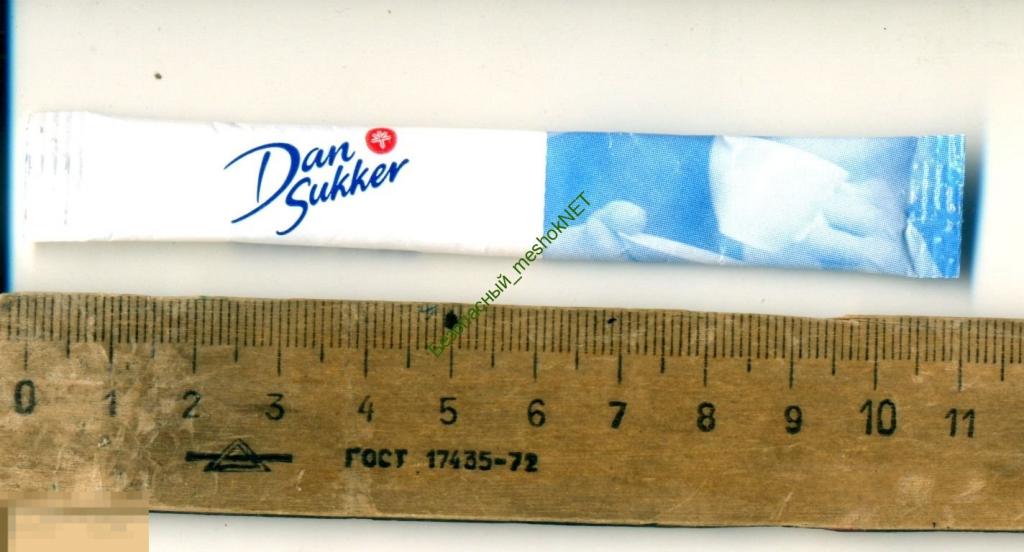 Dan
Sukker
Безопасный_meshokNET
0 1 2 3 4 5 6 7 8 9 10 11
ГОСТ 17435-72